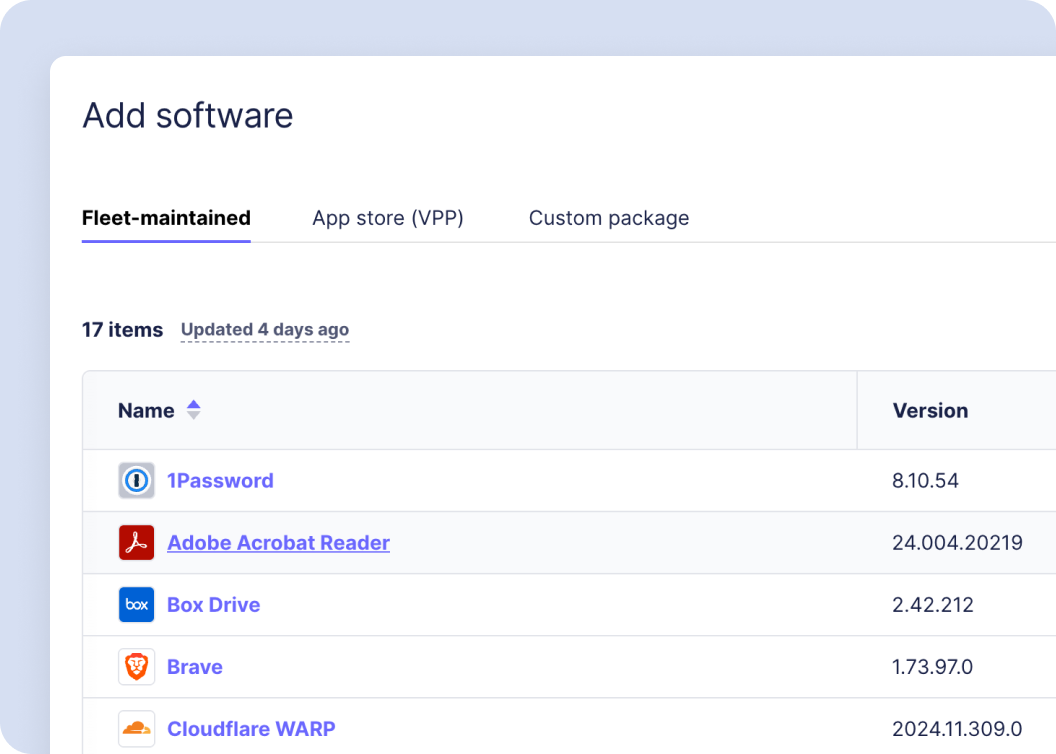 Add software
Fleet-maintained App store (VPP) Custom package
17 items Updated 4 days ago
Name Version
1Password 8.10.54
Adobe Acrobat Reader 24.004.20219
box Box Drive 2.42.212
Brave 1.73.97.0
Cloudflare WARP 2024.11.309.0